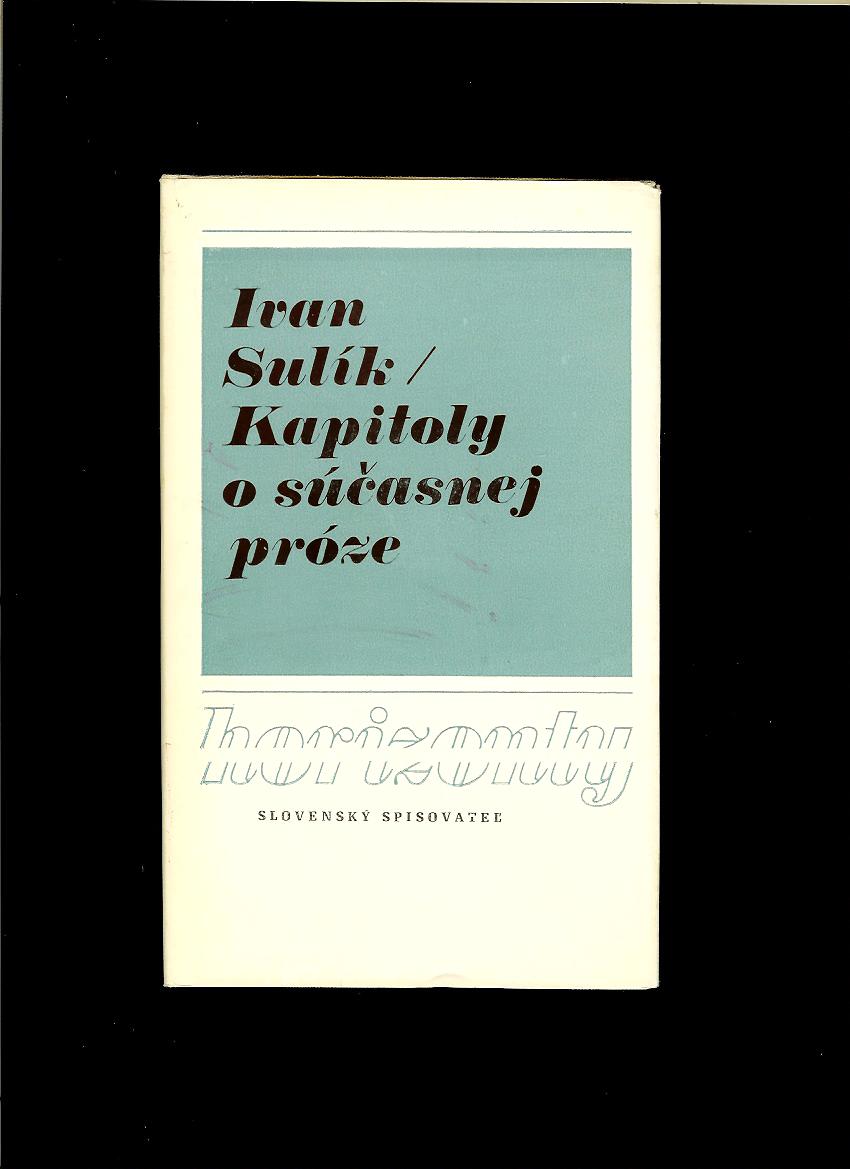 Ivan
Sulík /
Kapitoly
o súčasnej
próze
horizonty
SLOVENSKÝ SPISOVATEĽ